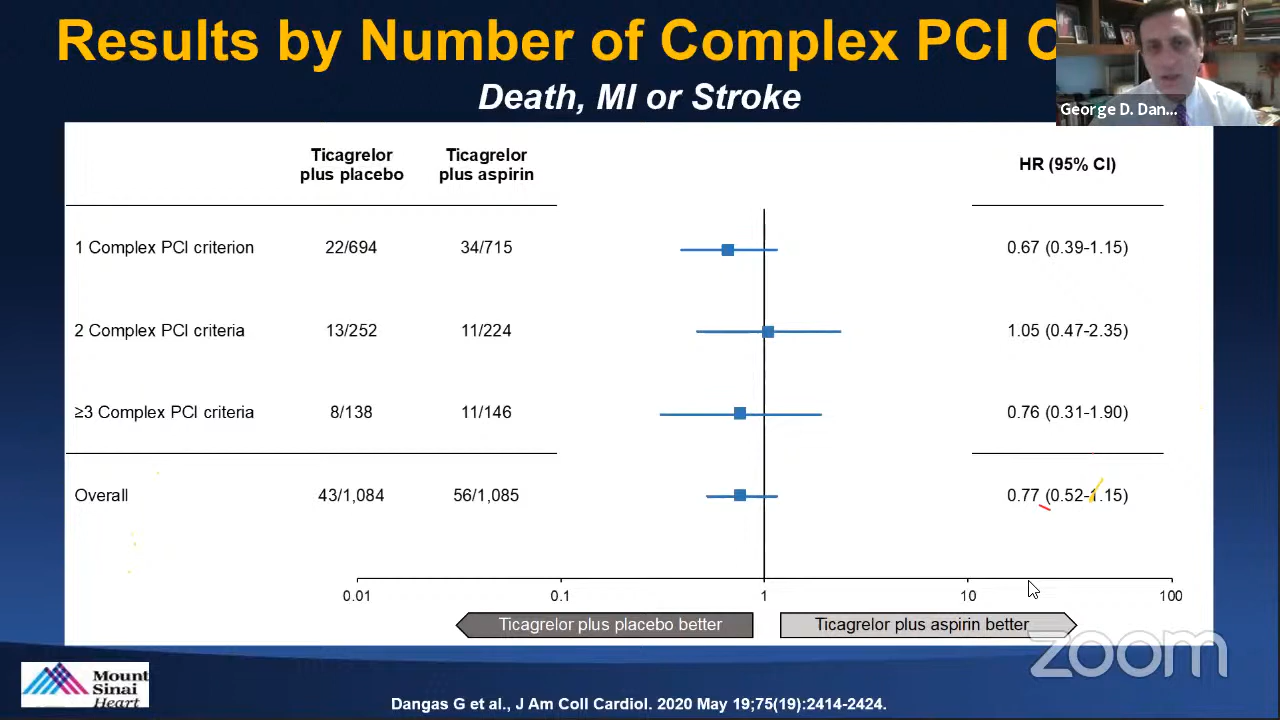 Results by Number of Complex PCI C
Death, MI or Stroke
George D. Dan...
Ticagrelor plus placebo
Ticagrelor plus aspirin
HR (95% CI)
1 Complex PCI criterion 22/694 34/715 0.67 (0.39-1.15)
2 Complex PCI criteria 13/252 11/224 1.05 (0.47-2.35)
≥3 Complex PCI criteria 8/138 11/146 0.76 (0.31-1.90)
Overall 43/1,084 56/1,085 0.77 (0.52-1.15)
0.01 0.1 1 10 100
Ticagrelor plus placebo better Ticagrelor plus aspirin better
zoom
Mount
Sinai
Heart
Dangas G et al., J Am Coll Cardiol. 2020 May 19;75(19):2414-2424.